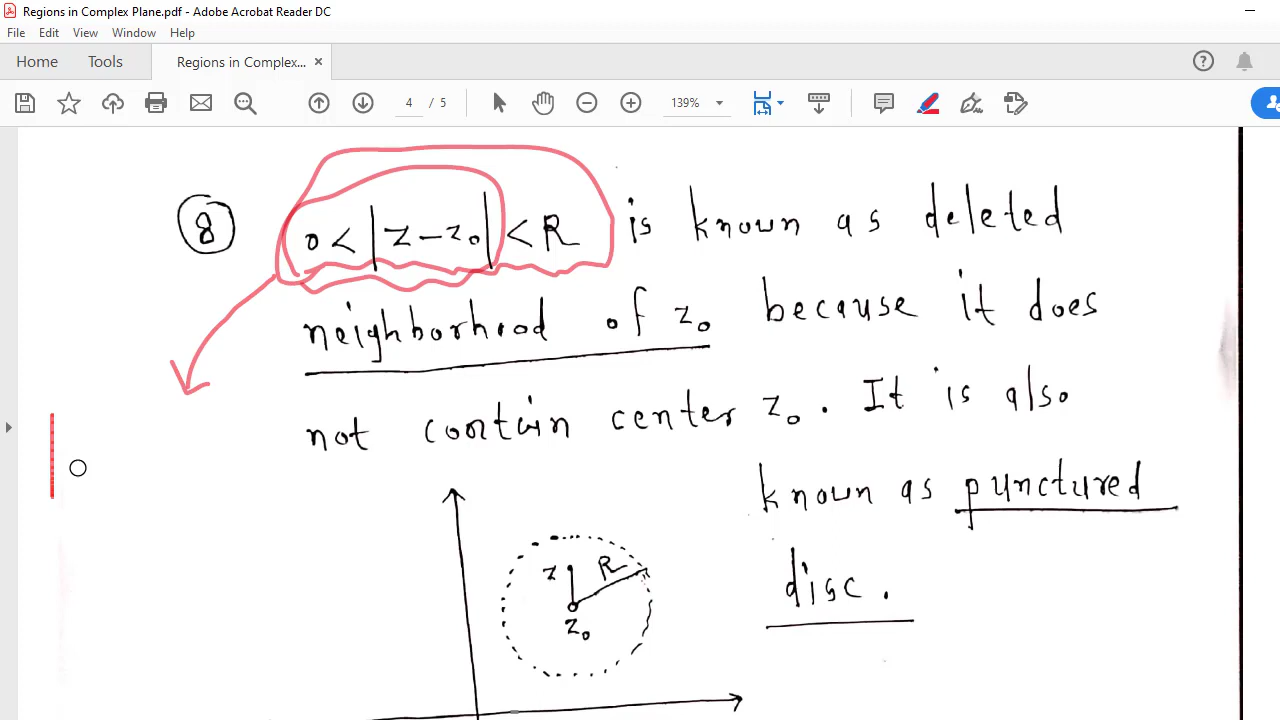 Regions in Complex Plane.pdf - Adobe Acrobat Reader DC
File Edit View Window Help
Home Tools Regions in Complex... ×
4 / 5 139%
8 0 < |z - z₀| < R is known as deleted
neighborhood of z₀ because it does
not contain center z₀. It is also
known as punctured
disc.
z R
z₀